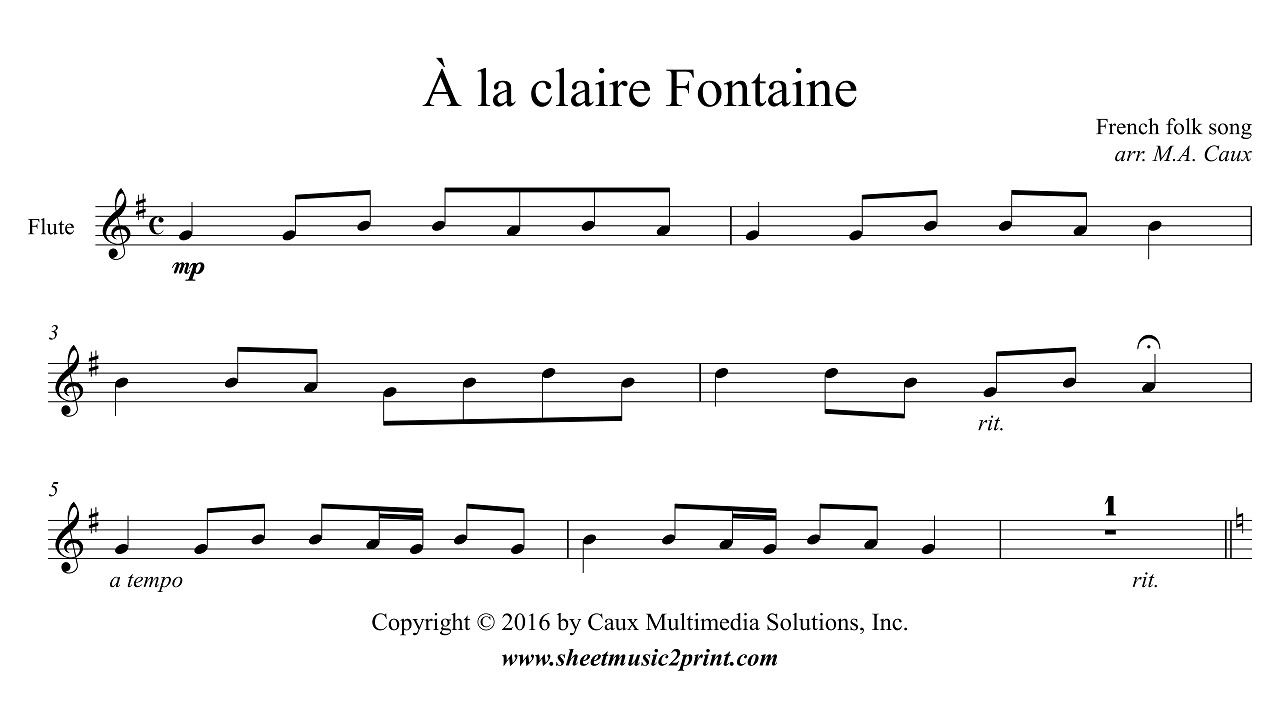 À la claire Fontaine
French folk song
arr. M.A. Caux
Flute
mp
3
rit.
5
1
a tempo
rit.
Copyright © 2016 by Caux Multimedia Solutions, Inc.
www.sheetmusic2print.com